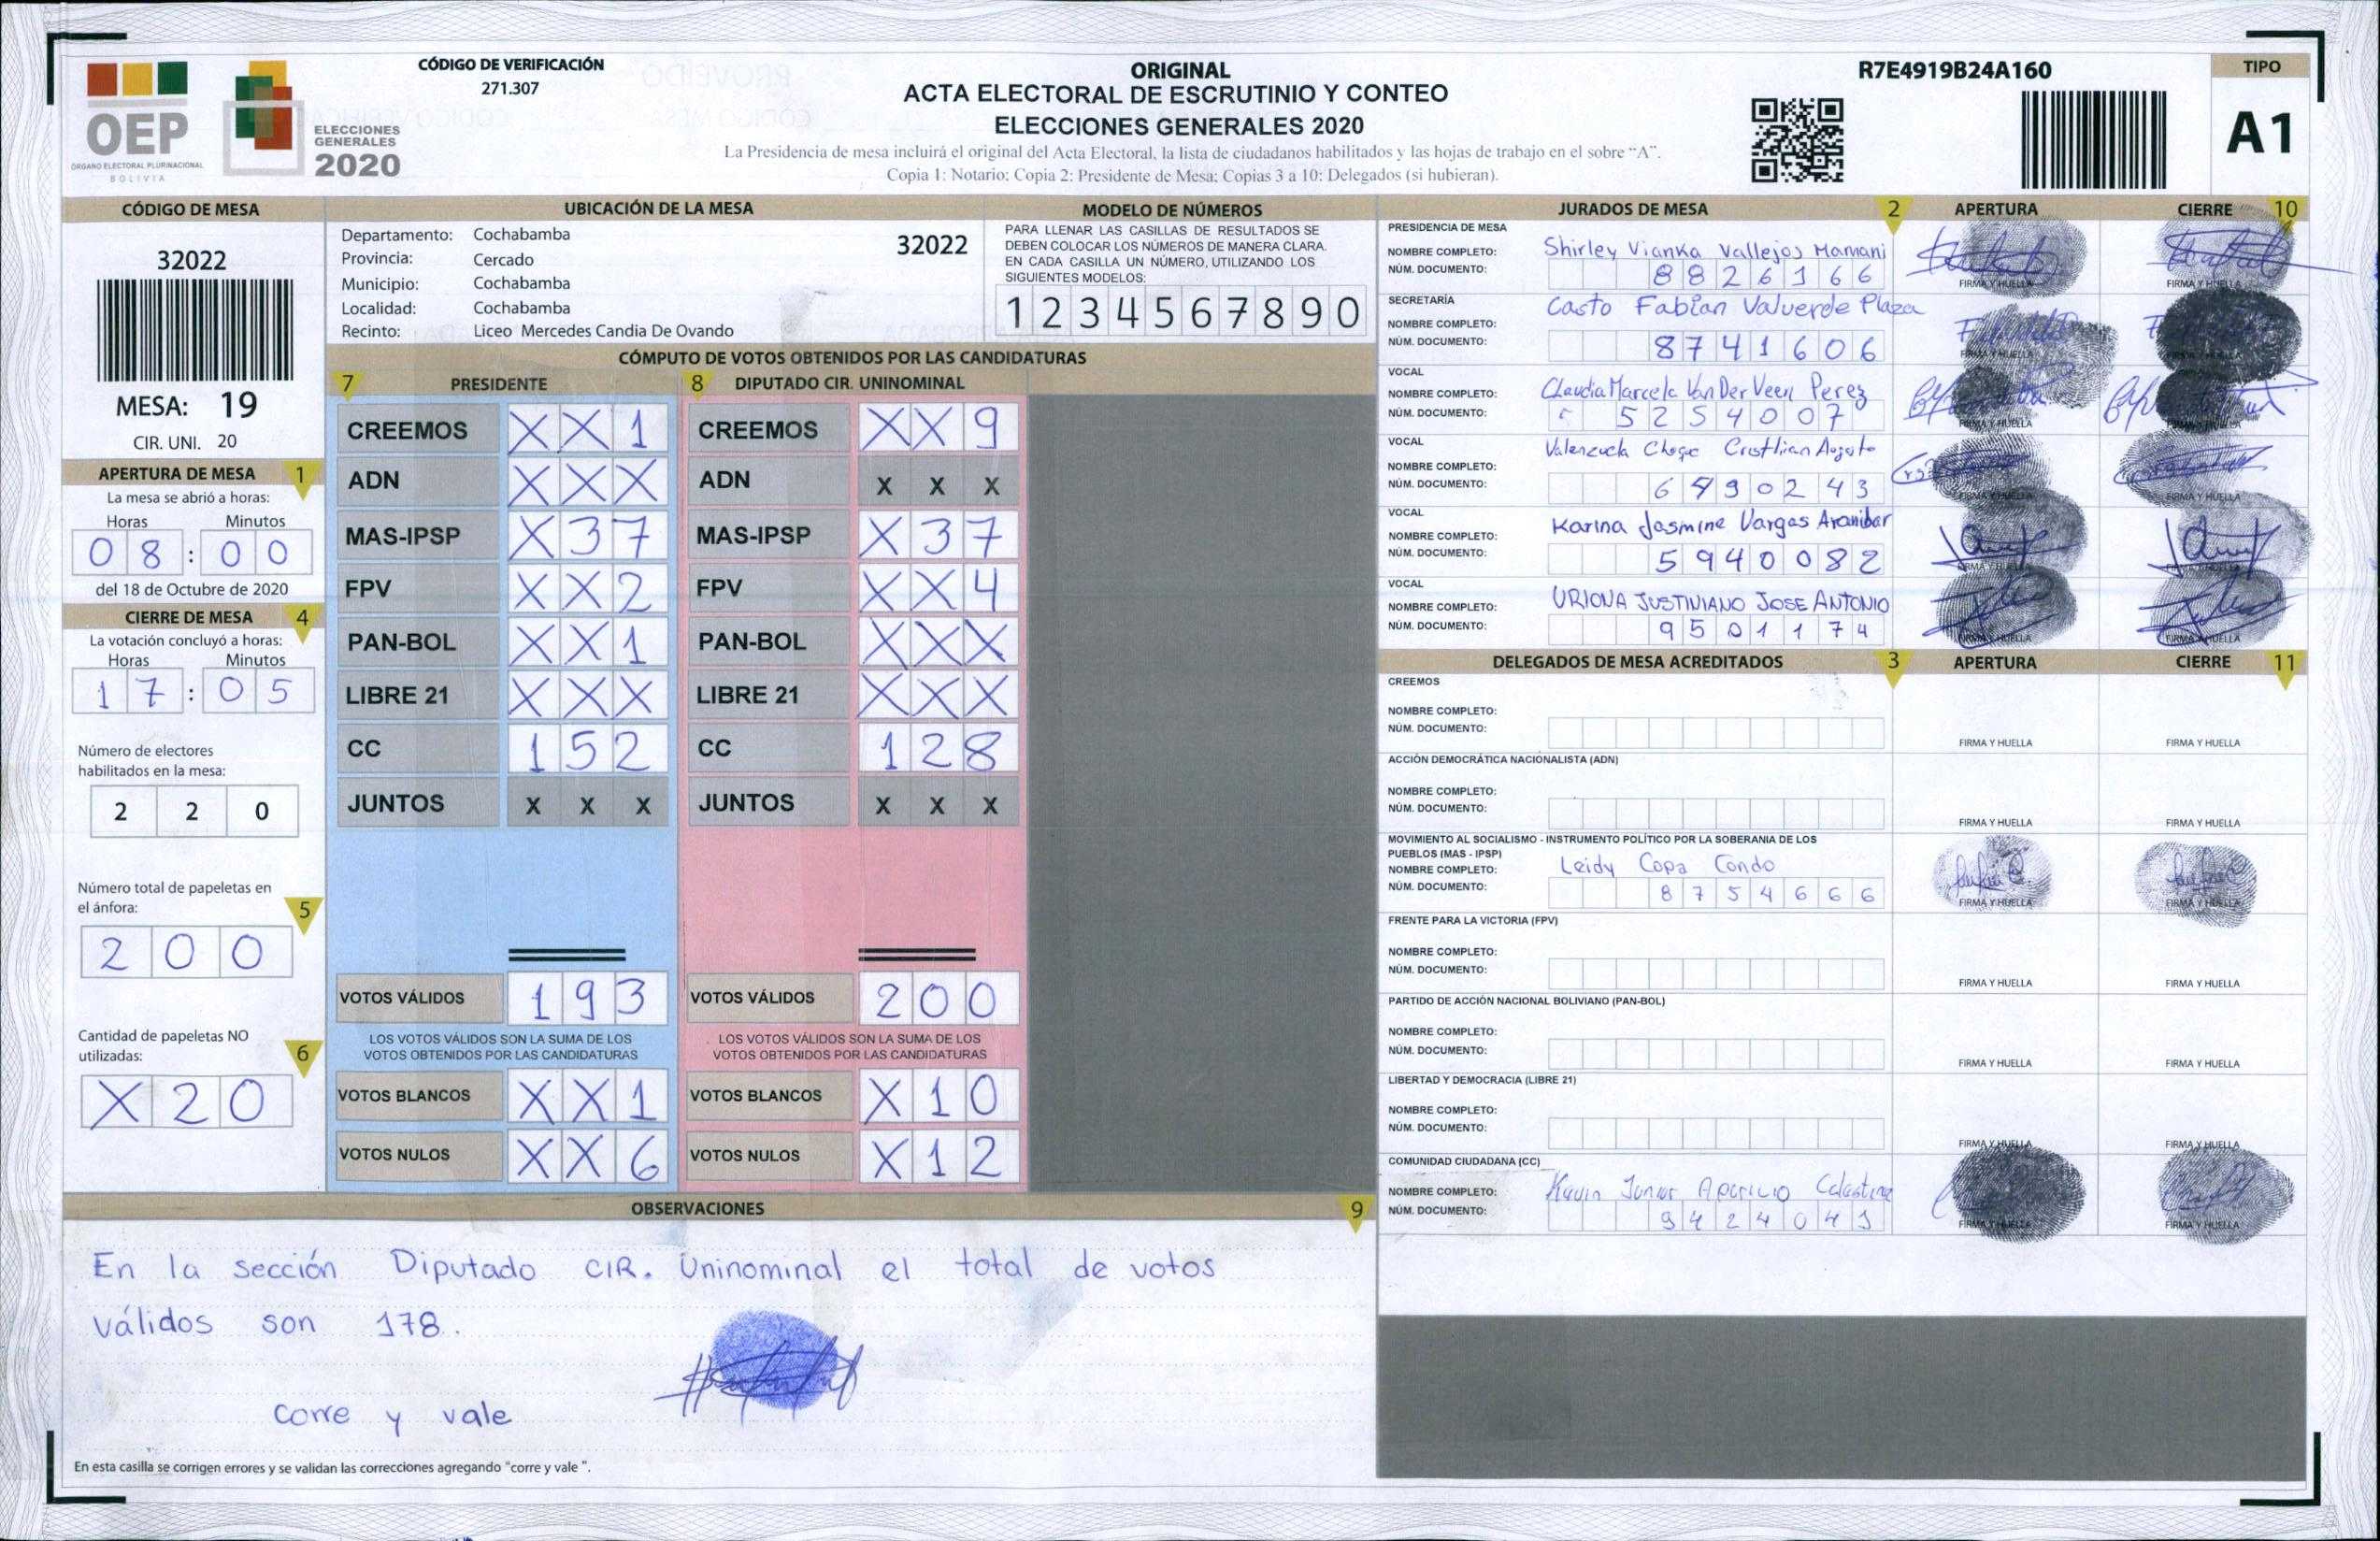 OEP
ÓRGANO ELECTORAL PLURINACIONAL
BOLIVIA
ELECCIONES
GENERALES
2020
CÓDIGO DE VERIFICACIÓN
271.307
ORIGINAL
ACTA ELECTORAL DE ESCRUTINIO Y CONTEO
ELECCIONES GENERALES 2020
La Presidencia de mesa incluirá el original del Acta Electoral, la lista de ciudadanos habilitados y las hojas de trabajo en el sobre “A”.
Copia 1: Notario; Copia 2: Presidente de Mesa; Copias 3 a 10: Delegados (si hubieran).
R7E4919B24A160
TIPO
A1
CÓDIGO DE MESA
32022
MESA: 19
CIR. UNI. 20
APERTURA DE MESA 1
La mesa se abrió a horas:
Horas Minutos
08:00
del 18 de Octubre de 2020
CIERRE DE MESA 4
La votación concluyó a horas:
Horas Minutos
17:05
Número de electores
habilitados en la mesa:
2 2 0
Número total de papeletas en
el ánfora:
5
2 0 0
Cantidad de papeletas NO
utilizadas:
6
X 2 0
UBICACIÓN DE LA MESA
Departamento: Cochabamba
32022
Provincia: Cercado
Municipio: Cochabamba
Localidad: Cochabamba
Recinto: Liceo Mercedes Candia De Ovando
MODELO DE NÚMEROS
PARA LLENAR LAS CASILLAS DE RESULTADOS SE
DEBEN COLOCAR LOS NÚMEROS DE MANERA CLARA.
EN CADA CASILLA UN NÚMERO, UTILIZANDO LOS
SIGUIENTES MODELOS:
1 2 3 4 5 6 7 8 9 0
CÓMPUTO DE VOTOS OBTENIDOS POR LAS CANDIDATURAS
7 PRESIDENTE
CREEMOS X X 1
ADN X X X
MAS-IPSP X 3 7
FPV X X 2
PAN-BOL X X 1
LIBRE 21 X X X
CC 1 5 2
JUNTOS X X X
VOTOS VÁLIDOS 1 9 3
LOS VOTOS VÁLIDOS SON LA SUMA DE LOS
VOTOS OBTENIDOS POR LAS CANDIDATURAS
VOTOS BLANCOS X X 1
VOTOS NULOS X X 6
8 DIPUTADO CIR. UNINOMINAL
CREEMOS X X 9
ADN X X X
MAS-IPSP X 3 7
FPV X X 4
PAN-BOL X X X
LIBRE 21 X X X
CC 1 2 8
JUNTOS X X X
VOTOS VÁLIDOS 2 0 0
LOS VOTOS VÁLIDOS SON LA SUMA DE LOS
VOTOS OBTENIDOS POR LAS CANDIDATURAS
VOTOS BLANCOS X 1 0
VOTOS NULOS X 1 2
OBSERVACIONES 9
En la sección Diputado CIR. Uninominal el total de votos
válidos son 178.
corre y vale
En esta casilla se corrigen errores y se validan las correcciones agregando “corre y vale ”.
JURADOS DE MESA 2 APERTURA CIERRE 10
PRESIDENCIA DE MESA
NOMBRE COMPLETO: Shirley Vianka Vallejos Mamani
NÚM. DOCUMENTO: 8826166
FIRMA Y HUELLA FIRMA Y HUELLA
SECRETARÍA
NOMBRE COMPLETO: Casto Fabian Valverde Plaza
NÚM. DOCUMENTO: 8741606
FIRMA Y HUELLA FIRMA Y HUELLA
VOCAL
NOMBRE COMPLETO: Claudia Marcela Van Der Veen Perez
NÚM. DOCUMENTO: 5254007
FIRMA Y HUELLA FIRMA Y HUELLA
VOCAL
NOMBRE COMPLETO: Valenzuela Choqe Cristhian
NÚM. DOCUMENTO:
FIRMA Y HUELLA FIRMA Y HUELLA
VOCAL
NOMBRE COMPLETO: Karina Jasmine Vargas Aranibar
NÚM. DOCUMENTO: 5940082
FIRMA Y HUELLA FIRMA Y HUELLA
VOCAL
NOMBRE COMPLETO: URIONA JUSTINIANO JOSE ANTONIO
NÚM. DOCUMENTO: 9501174
FIRMA Y HUELLA FIRMA Y HUELLA
DELEGADOS DE MESA ACREDITADOS 3 APERTURA CIERRE 11
CREEMOS
NOMBRE COMPLETO:
NÚM. DOCUMENTO:
FIRMA Y HUELLA FIRMA Y HUELLA
ACCIÓN DEMOCRÁTICA NACIONALISTA (ADN)
NOMBRE COMPLETO:
NÚM. DOCUMENTO:
FIRMA Y HUELLA FIRMA Y HUELLA
MOVIMIENTO AL SOCIALISMO - INSTRUMENTO POLÍTICO POR LA SOBERANIA DE LOS
PUEBLOS (MAS - IPSP)
NOMBRE COMPLETO: Leidy Copa Condo
NÚM. DOCUMENTO: 8754666
FIRMA Y HUELLA FIRMA Y HUELLA
FRENTE PARA LA VICTORIA (FPV)
NOMBRE COMPLETO:
NÚM. DOCUMENTO:
FIRMA Y HUELLA FIRMA Y HUELLA
PARTIDO DE ACCIÓN NACIONAL BOLIVIANO (PAN-BOL)
NOMBRE COMPLETO:
NÚM. DOCUMENTO:
FIRMA Y HUELLA FIRMA Y HUELLA
LIBERTAD Y DEMOCRACIA (LIBRE 21)
NOMBRE COMPLETO:
NÚM. DOCUMENTO:
FIRMA Y HUELLA FIRMA Y HUELLA
COMUNIDAD CIUDADANA (CC)
NOMBRE COMPLETO: Junior Aparicio
NÚM. DOCUMENTO: 9424041
FIRMA Y HUELLA FIRMA Y HUELLA